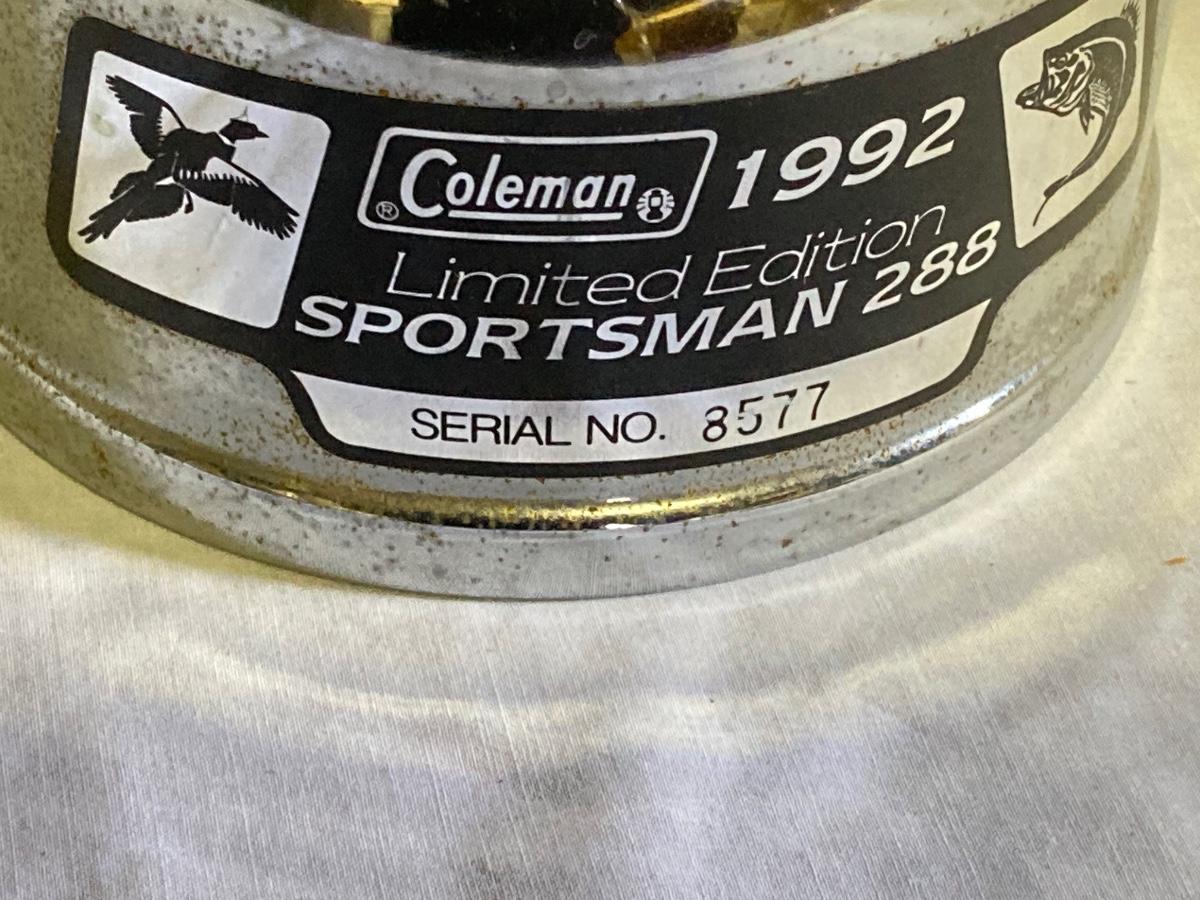 ® Coleman 1992
Limited Edition
SPORTSMAN 288
SERIAL NO. 8577